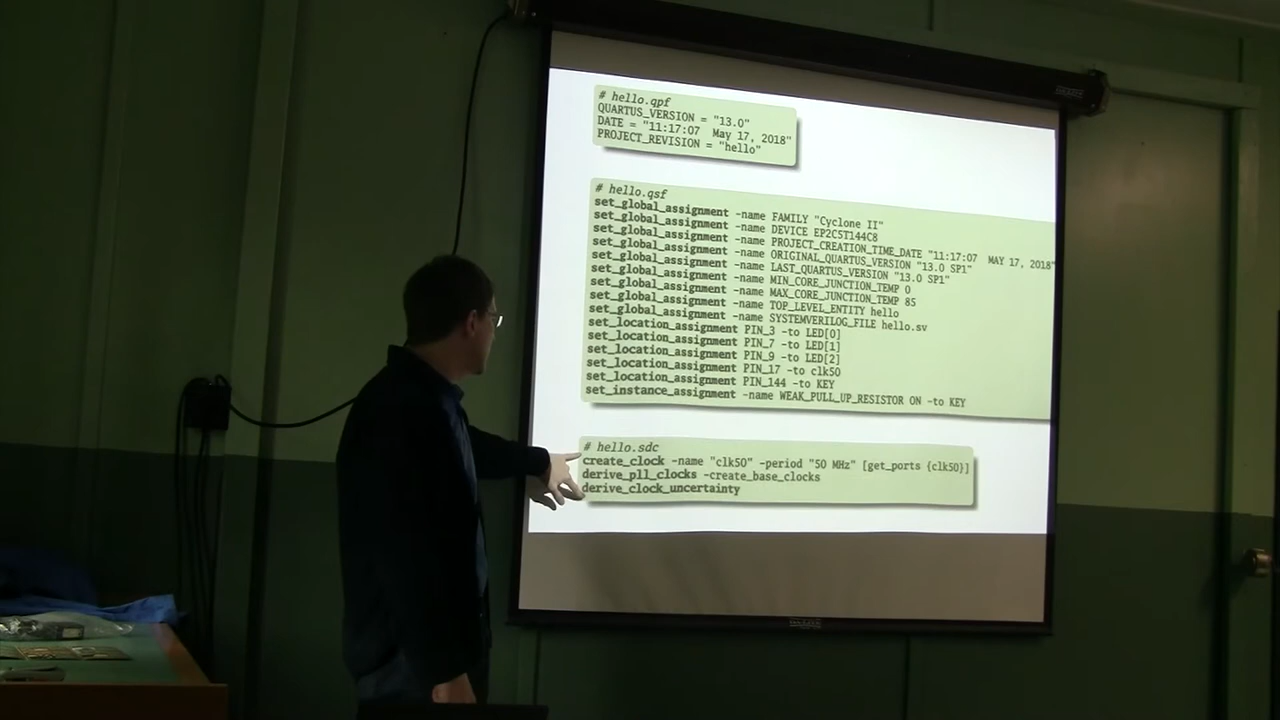 # hello.qpf
QUARTUS_VERSION = "13.0"
DATE = "11:17:07  May 17, 2018"
PROJECT_REVISION = "hello"
# hello.qsf
set_global_assignment -name FAMILY "Cyclone II"
set_global_assignment -name DEVICE EP2C5T144C8
set_global_assignment -name PROJECT_CREATION_TIME_DATE "11:17:07  MAY 17, 2018"
set_global_assignment -name ORIGINAL_QUARTUS_VERSION "13.0 SP1"
set_global_assignment -name LAST_QUARTUS_VERSION "13.0 SP1"
set_global_assignment -name MIN_CORE_JUNCTION_TEMP 0
set_global_assignment -name MAX_CORE_JUNCTION_TEMP 85
set_global_assignment -name TOP_LEVEL_ENTITY hello
set_global_assignment -name SYSTEMVERILOG_FILE hello.sv
set_location_assignment PIN_3 -to LED[0]
set_location_assignment PIN_7 -to LED[1]
set_location_assignment PIN_9 -to LED[2]
set_location_assignment PIN_17 -to clk50
set_location_assignment PIN_144 -to KEY
set_instance_assignment -name WEAK_PULL_UP_RESISTOR ON -to KEY
# hello.sdc
create_clock -name "clk50" -period "50 MHz" [get_ports {clk50}]
derive_pll_clocks -create_base_clocks
derive_clock_uncertainty